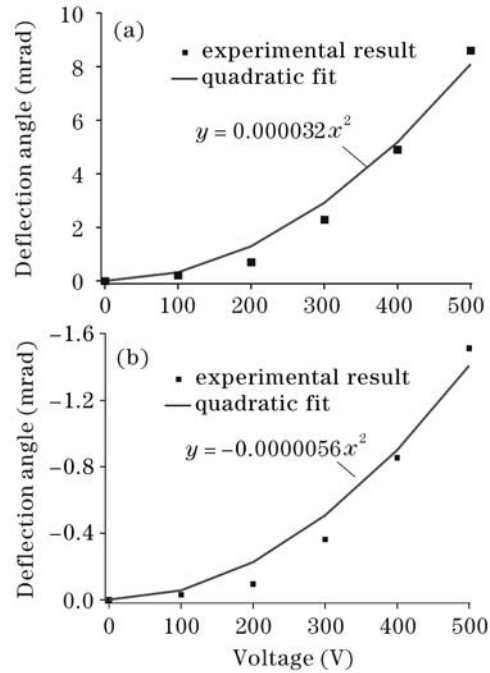 (a)
experimental result
quadratic fit
y = 0.000032x²
Deflection angle (mrad)
10
8
6
4
2
0
0 100 200 300 400 500
(b)
experimental result
quadratic fit
y = −0.0000056x²
Deflection angle (mrad)
−1.6
−1.2
−0.8
−0.4
0.0
0 100 200 300 400 500
Voltage (V)